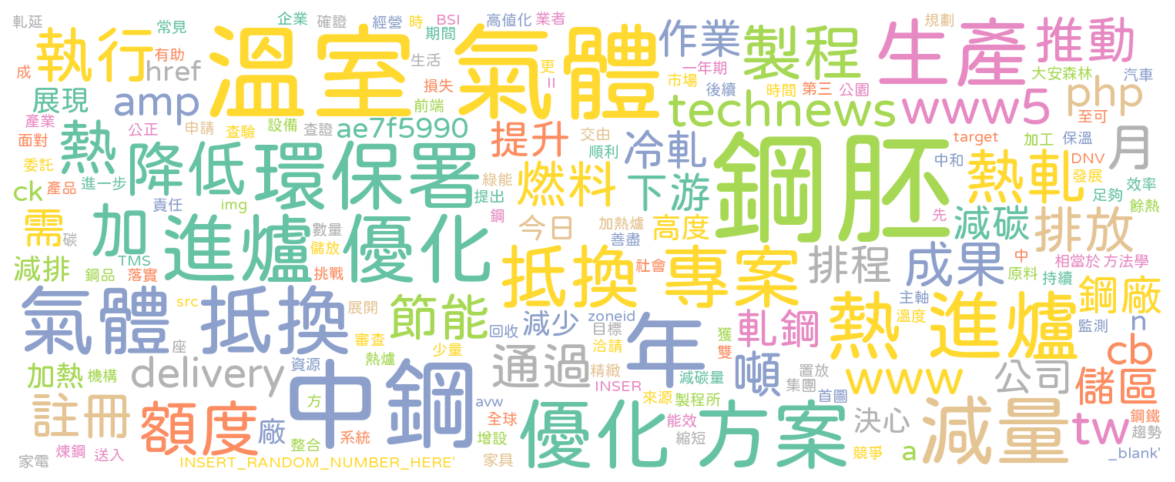 軋延
企業
確證
經營
時
BSI
高值化
業者
規劃
常見
執行
溫室 氣體
期間
作業
製程
生產
推動
成
有助
href
生活
更
II
市場
一年期
後續
時間
第三
公園
大安森林
汽車
展現
amp
損失
前端
technews
www5
php
至可
產業
公正
申請
查驗
設備
查證
ae7f5990
提升
target
加工
保溫
月
面對
熱
降低
環保署
交由
順利
冷軋
鋼胚
中和
熱軋
DNV
發展
委託
綠能
燃料
下游
足夠
效率
ck
產品
進一步
提出
餘熱
需
加
責任
img
進爐
優化
鋼
今日
加熱爐
高度
先
減碳
排放
碳
數量
善盡
減排
鋼品
TMS
落實
儲放
挑戰
抵換 專案
社會
排程
成果
中
原料
相當於
方法學
持續
氣體 抵換
src
展開
節能
回收
減少
zoneid
目標
年
獲
軋鋼
熱 進爐
主軸
溫度
鋼廠
監測
n
座
審查
熱爐
少量
洽請
雙
加熱
機構
delivery
資源
中鋼
通過
精緻
INSER
減碳量
噸
置放
集團
www
公司
cb
儲區
註冊
額度
方
avw
全球
來源
製程所
首圖
鋼鐵
廠
整合
系統
增設
優化 方案
能效
縮短
決心
減量
tw
趨勢
家電
煉鋼
送入
INSERT_RANDOM_NUMBER_HERE'
家具
競爭
a
_blank'